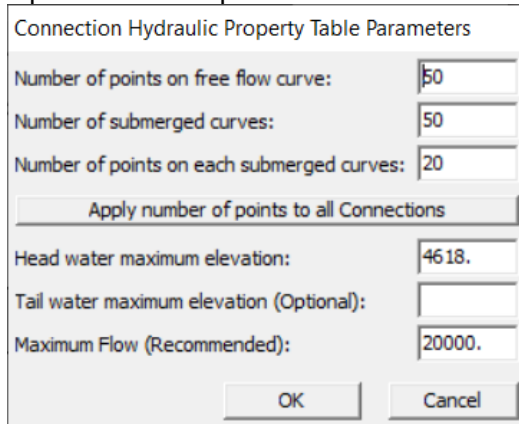 Connection Hydraulic Property Table Parameters
Number of points on free flow curve: 50
Number of submerged curves: 50
Number of points on each submerged curves: 20
Apply number of points to all Connections
Head water maximum elevation: 4618.
Tail water maximum elevation (Optional):
Maximum Flow (Recommended): 20000.
OK Cancel